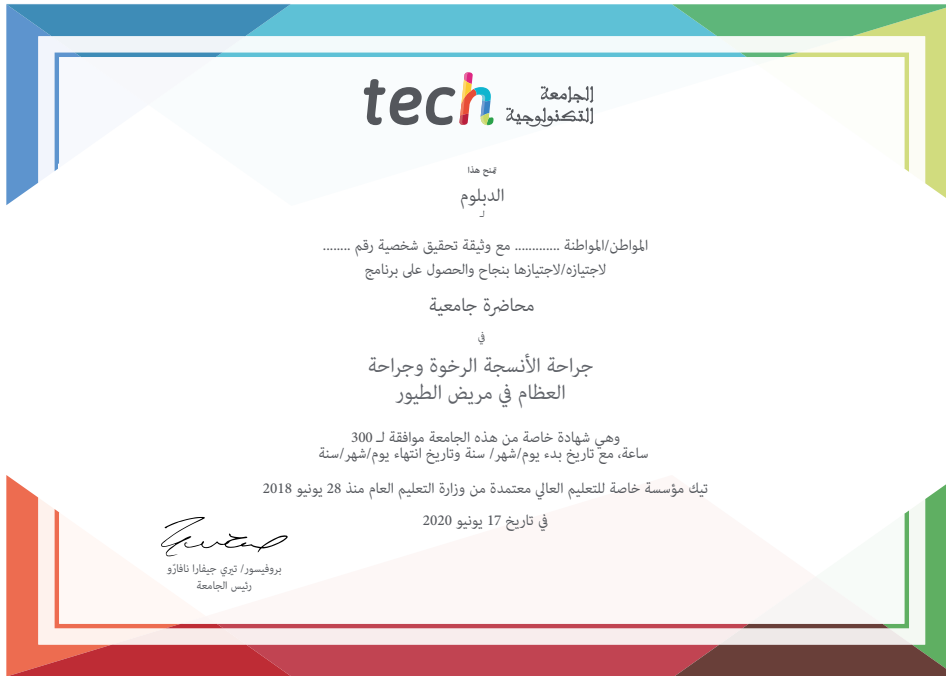 tech الجامعة
التكنولوجية
تمنح هذا
الدبلوم
لـ
المواطن/المواطنة ............. مع وثيقة تحقيق شخصية رقم ........
لاجتيازه/لاجتيازها بنجاح والحصول على برنامج
محاضرة جامعية
في
جراحة الأنسجة الرخوة وجراحة
العظام في مريض الطيور
وهي شهادة خاصة من هذه الجامعة موافقة لـ 300
ساعة، مع تاريخ بدء يوم/شهر/ سنة وتاريخ انتهاء يوم/شهر/سنة
تيك مؤسسة خاصة للتعليم العالي معتمدة من وزارة التعليم العام منذ 28 يونيو 2018
في تاريخ 17 يونيو 2020
بروفيسور/ تيري جيفارا نافارّو
رئيس الجامعة